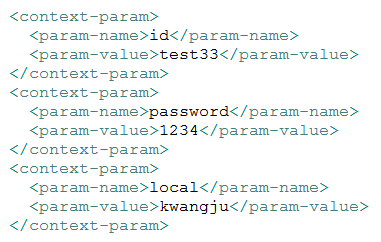 <context-param>
  <param-name>id</param-name>
  <param-value>test33</param-value>
</context-param>
<context-param>
  <param-name>password</param-name>
  <param-value>1234</param-value>
</context-param>
<context-param>
  <param-name>local</param-name>
  <param-value>kwangju</param-value>
</context-param>